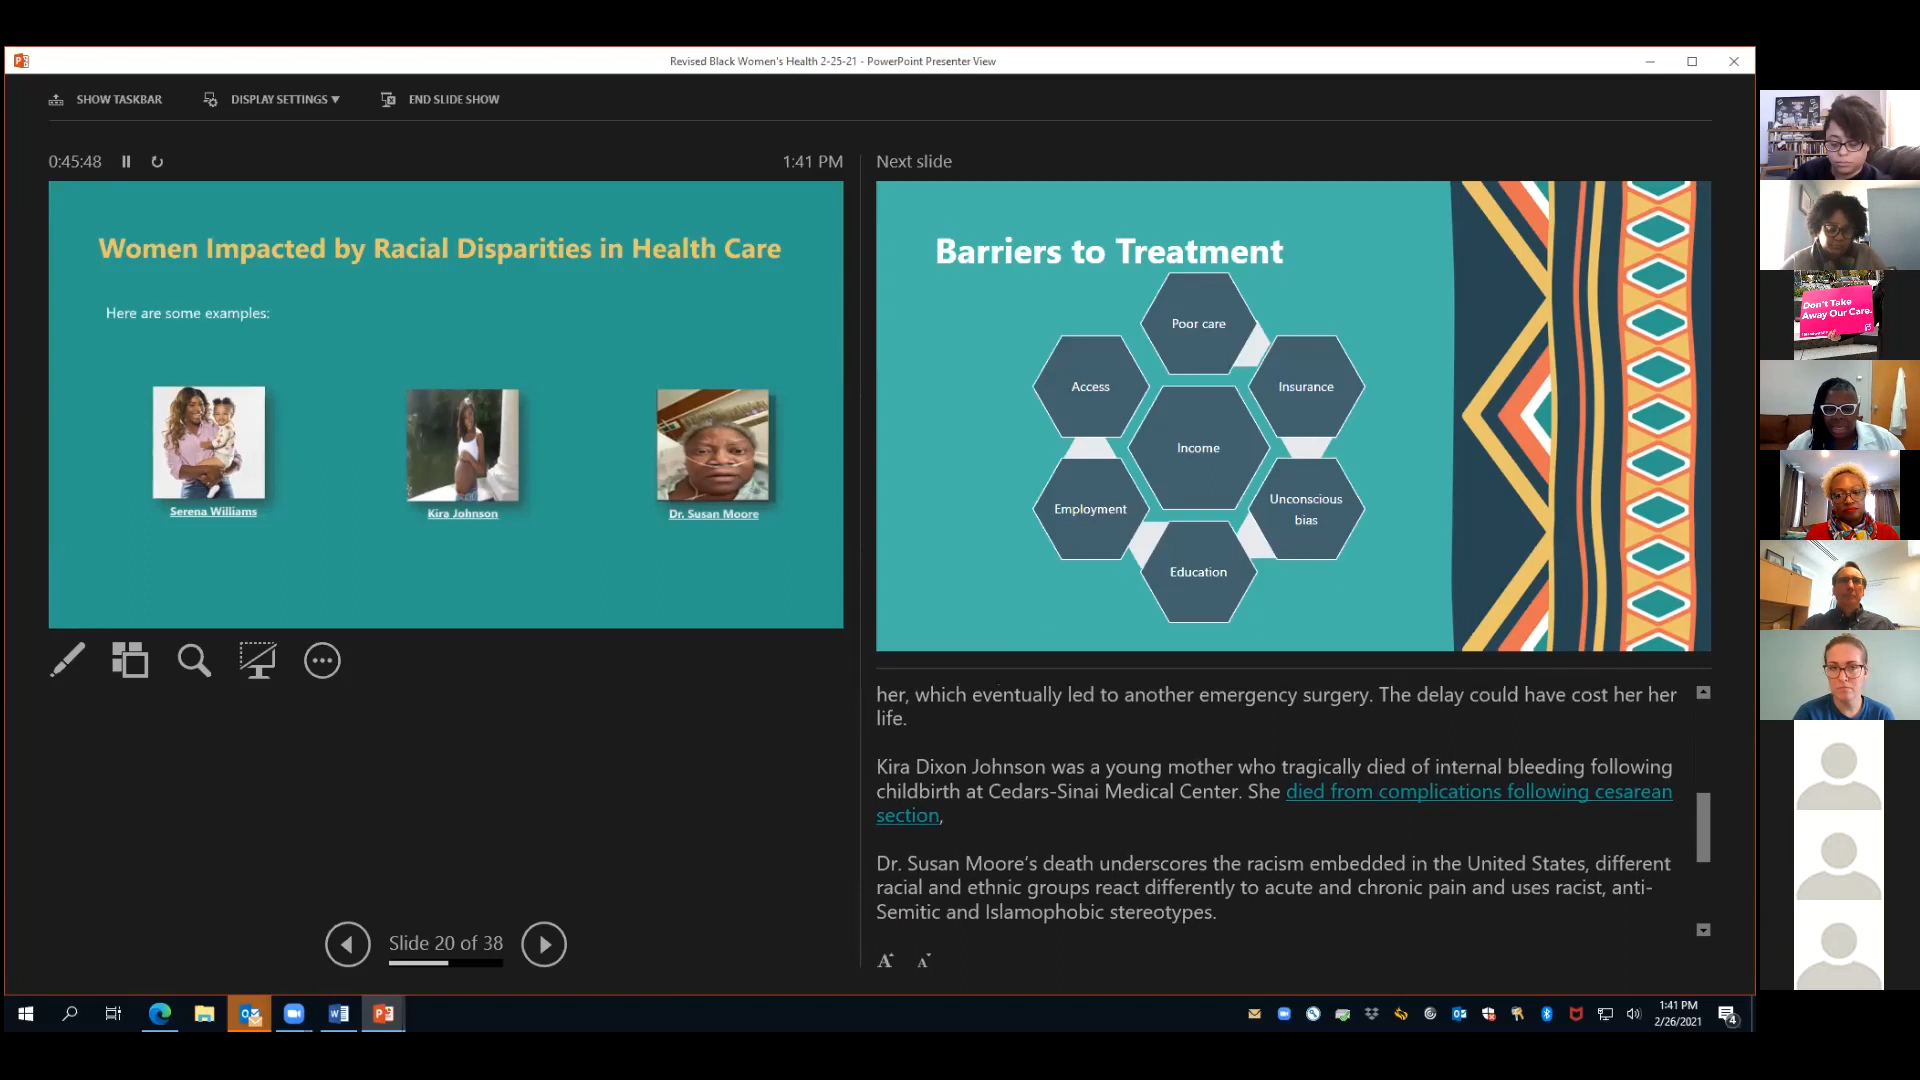 Revised Black Women's Health 2-25-21 - PowerPoint Presenter View
SHOW TASKBAR
DISPLAY SETTINGS ▼
END SLIDE SHOW
0:45:48
1:41 PM
Women Impacted by Racial Disparities in Health Care
Here are some examples:
Serena Williams
Kira Johnson
Dr. Susan Moore
Slide 20 of 38
Next slide
Barriers to Treatment
Poor care
Access
Insurance
Income
Employment
Unconscious
bias
Education
her, which eventually led to another emergency surgery. The delay could have cost her her
life.
Kira Dixon Johnson was a young mother who tragically died of internal bleeding following
childbirth at Cedars-Sinai Medical Center. She died from complications following cesarean
section,
Dr. Susan Moore's death underscores the racism embedded in the United States, different
racial and ethnic groups react differently to acute and chronic pain and uses racist, anti-
Semitic and Islamophobic stereotypes.
A A
Don't Take
Away Our Care.
1:41 PM
2/26/2021
4